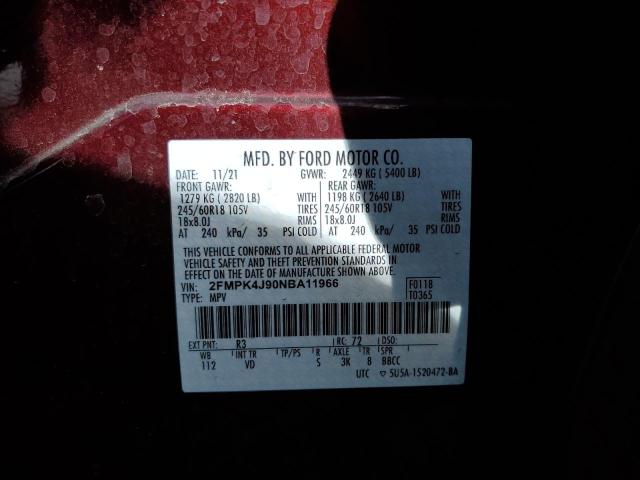 MFD. BY FORD MOTOR CO.
DATE: 11/21 GVWR: 2449 KG ( 5400 LB)
FRONT GAWR: REAR GAWR:
1279 KG ( 2820 LB) WITH 1198 KG ( 2640 LB) WITH
245/60R18 105V TIRES 245/60R18 105V TIRES
18x8.0J RIMS 18x8.0J RIMS
AT 240 kPa/ 35 PSI COLD AT 240 kPa/ 35 PSI COLD
THIS VEHICLE CONFORMS TO ALL APPLICABLE FEDERAL MOTOR
VEHICLE SAFETY AND THEFT PREVENTION STANDARDS IN
EFFECT ON THE DATE OF MANUFACTURE SHOWN ABOVE.
VIN: 2FMPK4J90NBA11966 F0118
TYPE: MPV T0365
EXT PNT: R3 RC: 72 DSO:
WB INT TR TP/PS R AXLE TR SPR
112 VD S 3K 8 BBCC
UTC ▽ 5U5A-1520472-BA